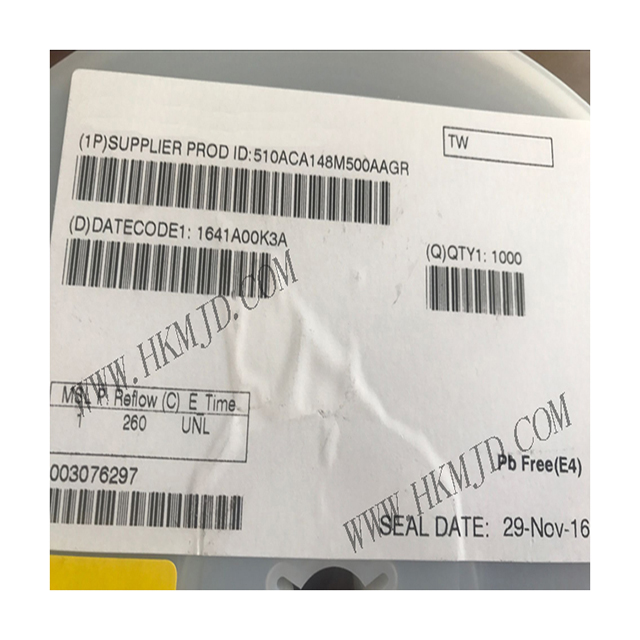 (1P)SUPPLIER PROD ID:510ACA148M500AAGR
TW
(D)DATECODE1: 1641A00K3A
(Q)QTY1: 1000
WWW.HKMJD.COM
MSL P. Reflow (C) E_Time
1 260 UNL
Pb Free(E4)
WWW.HKMJD.COM
003076297
SEAL DATE: 29-Nov-16